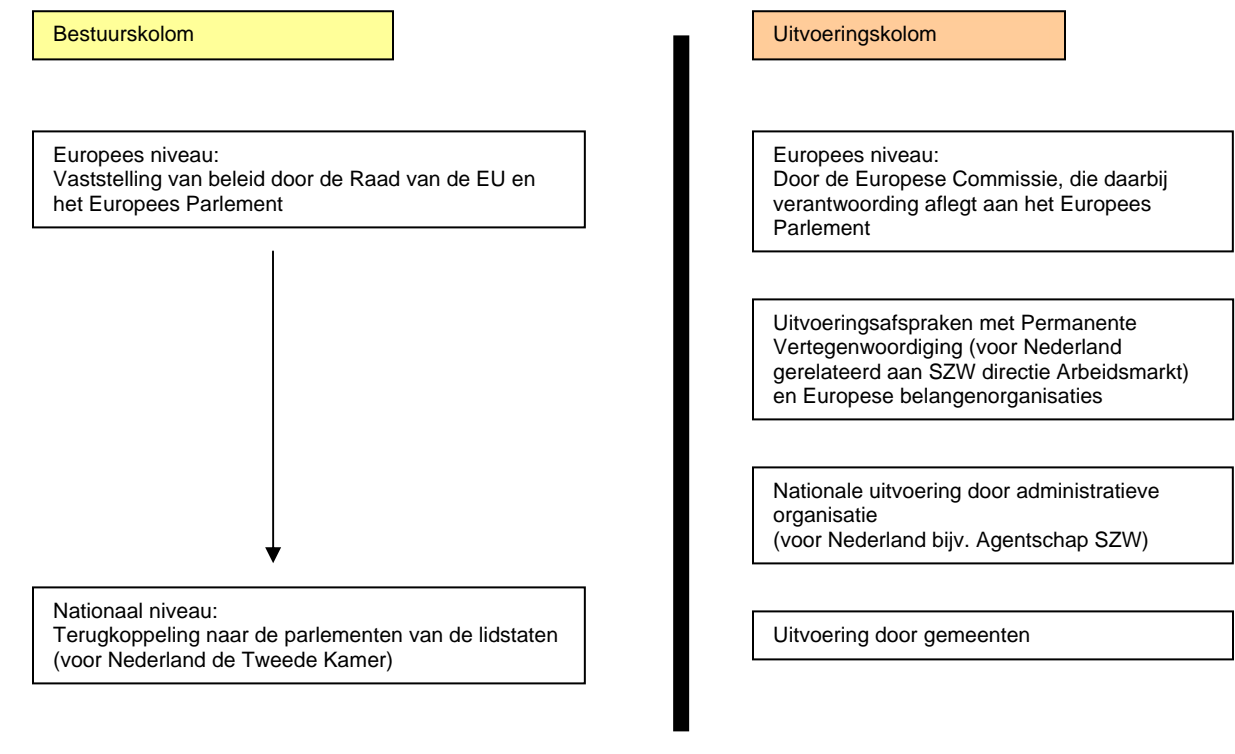 Bestuurskolom
Europees niveau:
Vaststelling van beleid door de Raad van de EU en
het Europees Parlement
Nationaal niveau:
Terugkoppeling naar de parlementen van de lidstaten
(voor Nederland de Tweede Kamer)
Uitvoeringskolom
Europees niveau:
Door de Europese Commissie, die daarbij
verantwoording aflegt aan het Europees
Parlement
Uitvoeringsafspraken met Permanente
Vertegenwoordiging (voor Nederland
gerelateerd aan SZW directie Arbeidsmarkt)
en Europese belangenorganisaties
Nationale uitvoering door administratieve
organisatie
(voor Nederland bijv. Agentschap SZW)
Uitvoering door gemeenten